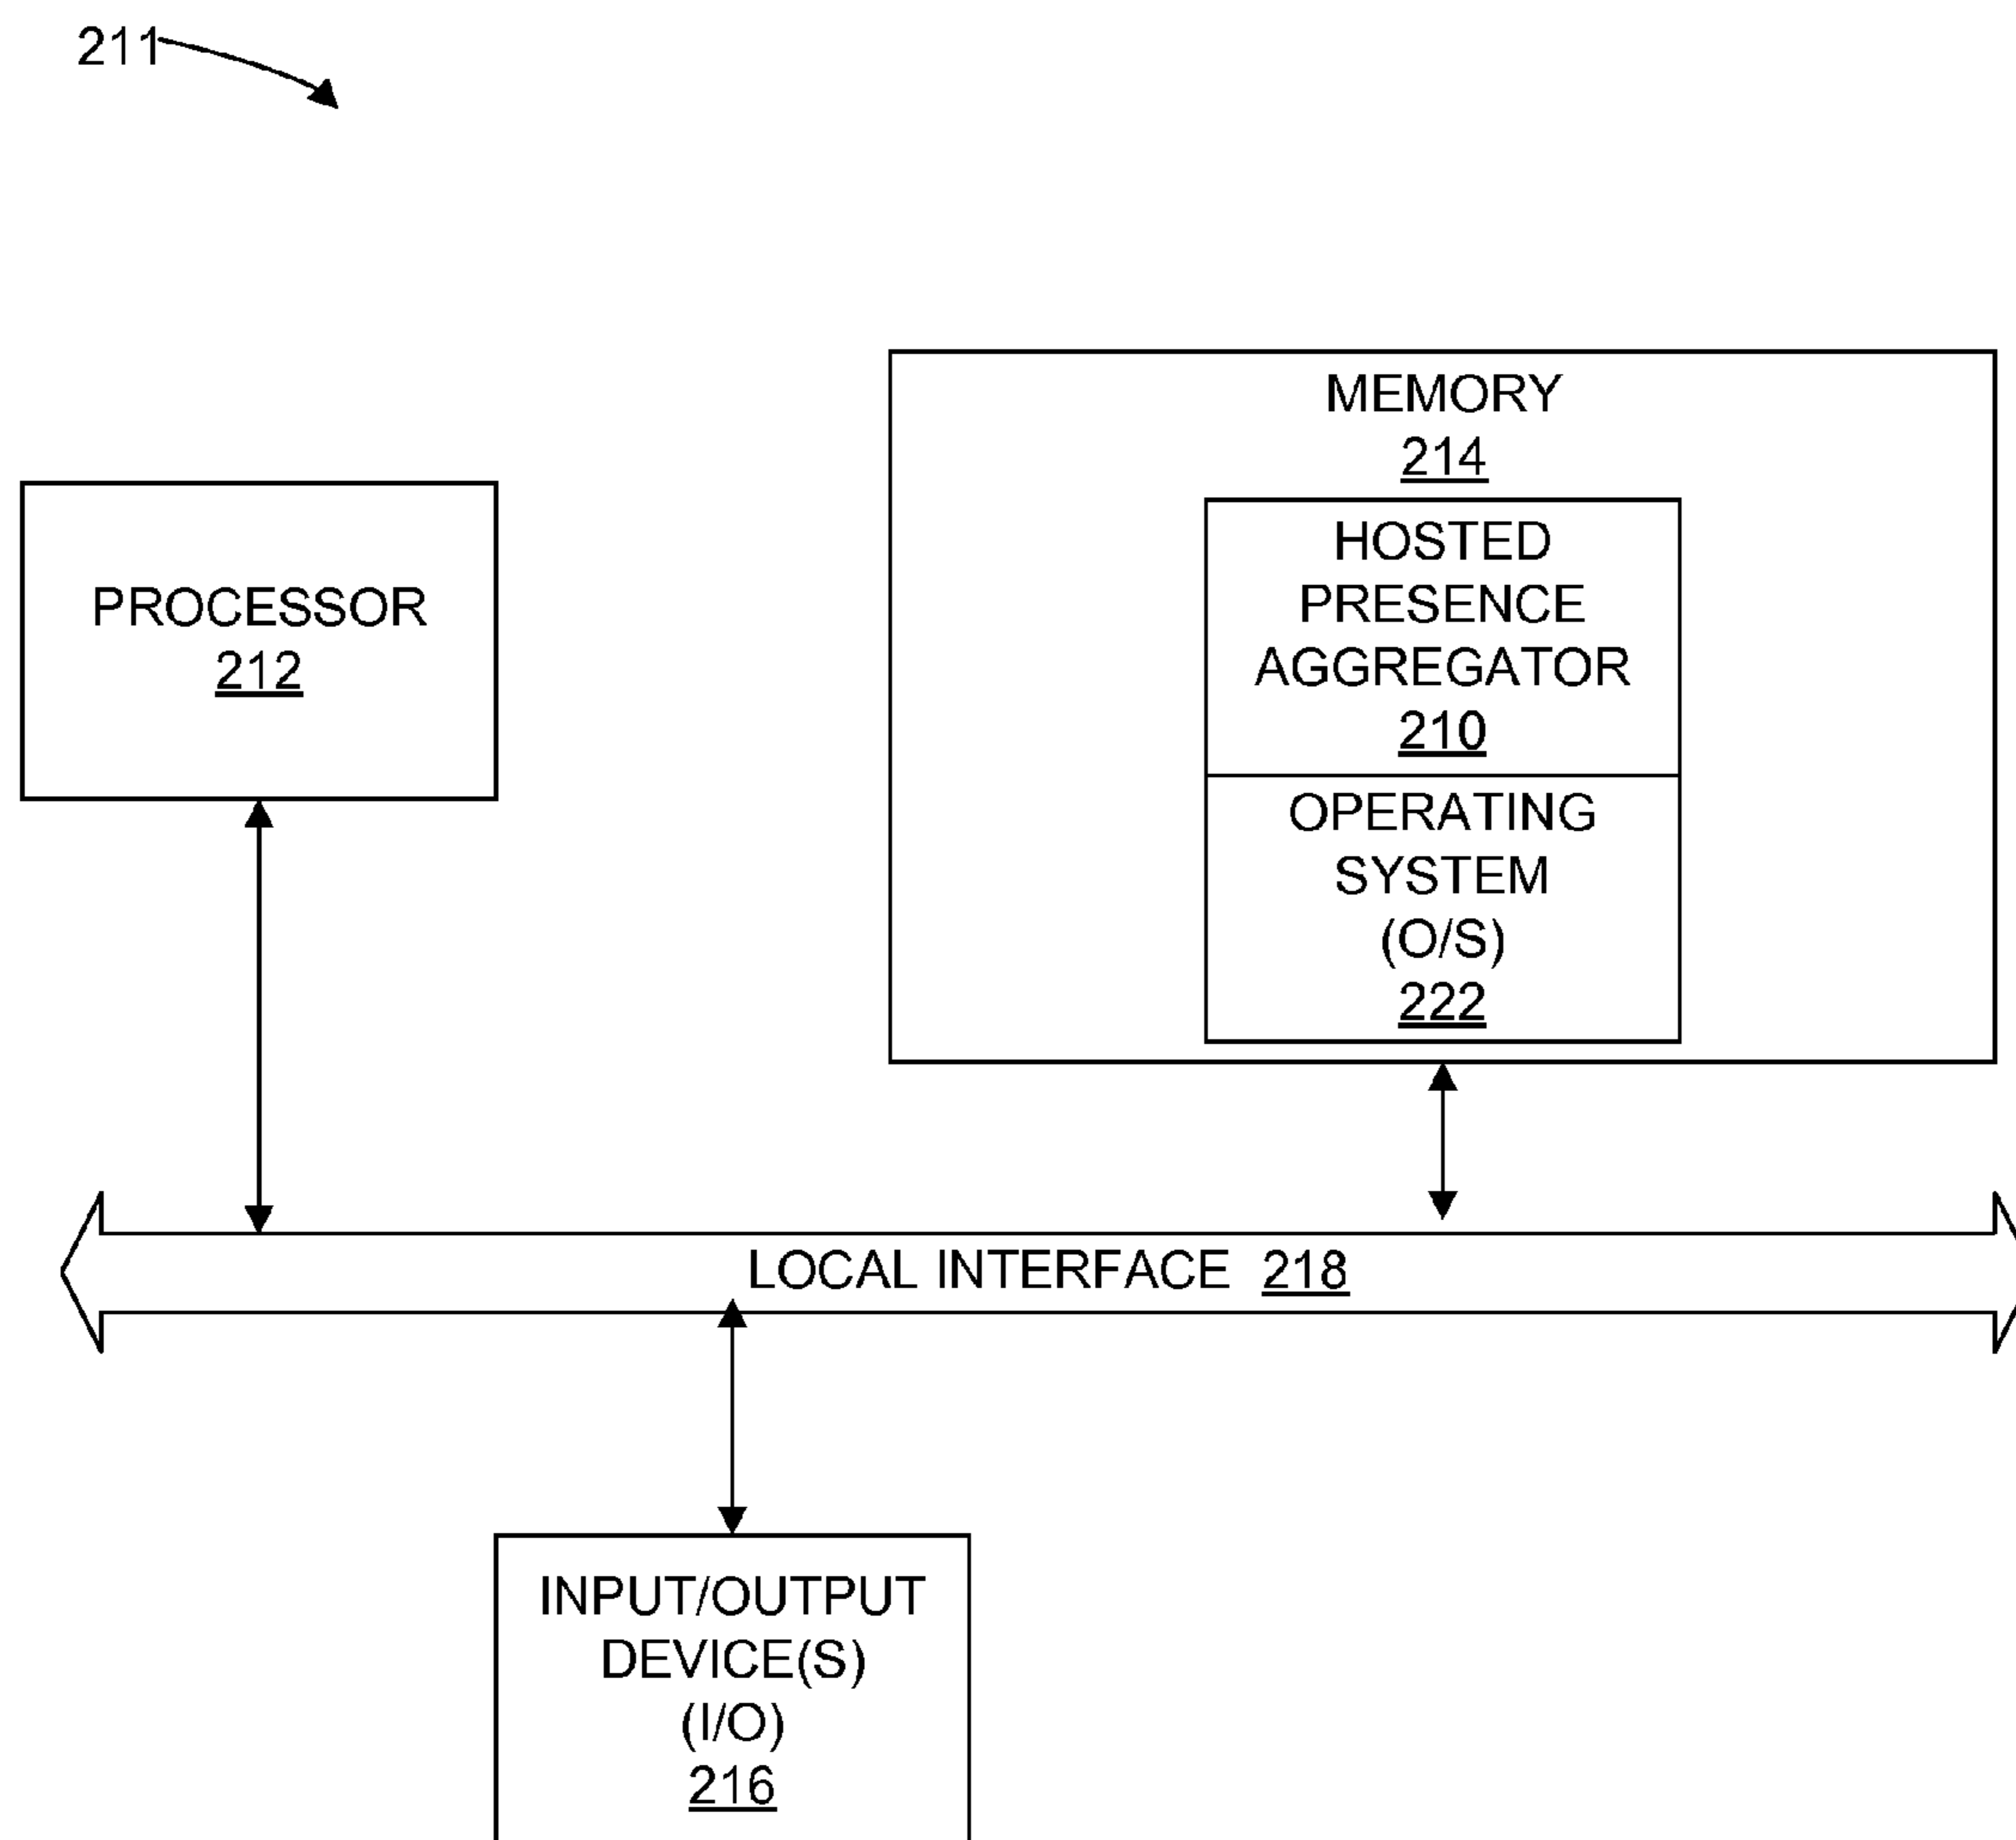 211
MEMORY
214
PROCESSOR
212
HOSTED
PRESENCE
AGGREGATOR
210
OPERATING
SYSTEM
(O/S)
222
LOCAL INTERFACE 218
INPUT/OUTPUT
DEVICE(S)
(I/O)
216